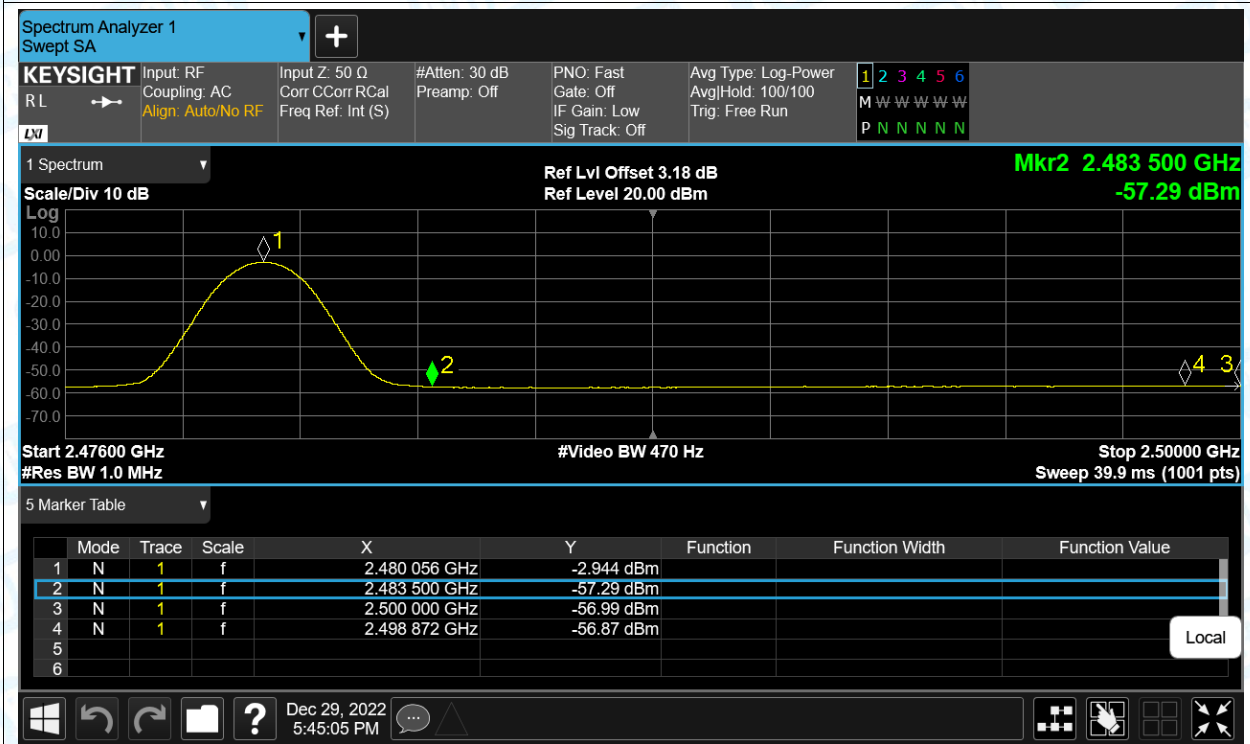 Spectrum Analyzer 1
Swept SA
+
KEYSIGHT
RL
LXI
Input: RF
Coupling: AC
Align: Auto/No RF
Input Z: 50 Ω
Corr CCorr RCal
Freq Ref: Int (S)
#Atten: 30 dB
Preamp: Off
PNO: Fast
Gate: Off
IF Gain: Low
Sig Track: Off
Avg Type: Log-Power
Avg|Hold: 100/100
Trig: Free Run
1 2 3 4 5 6
M W W W W W
P N N N N N
1 Spectrum
Scale/Div 10 dB
Ref Lvl Offset 3.18 dB
Ref Level 20.00 dBm
Mkr2 2.483 500 GHz
-57.29 dBm
Log
10.0
0.00
-10.0
-20.0
-30.0
-40.0
-50.0
-60.0
-70.0
1
2
4 3
Start 2.47600 GHz
#Res BW 1.0 MHz
#Video BW 470 Hz
Stop 2.50000 GHz
Sweep 39.9 ms (1001 pts)
5 Marker Table
Mode Trace Scale X Y Function Function Width Function Value
1 N 1 f 2.480 056 GHz -2.944 dBm
2 N 1 f 2.483 500 GHz -57.29 dBm
3 N 1 f 2.500 000 GHz -56.99 dBm
4 N 1 f 2.498 872 GHz -56.87 dBm
5
6
Local
?
Dec 29, 2022
5:45:05 PM